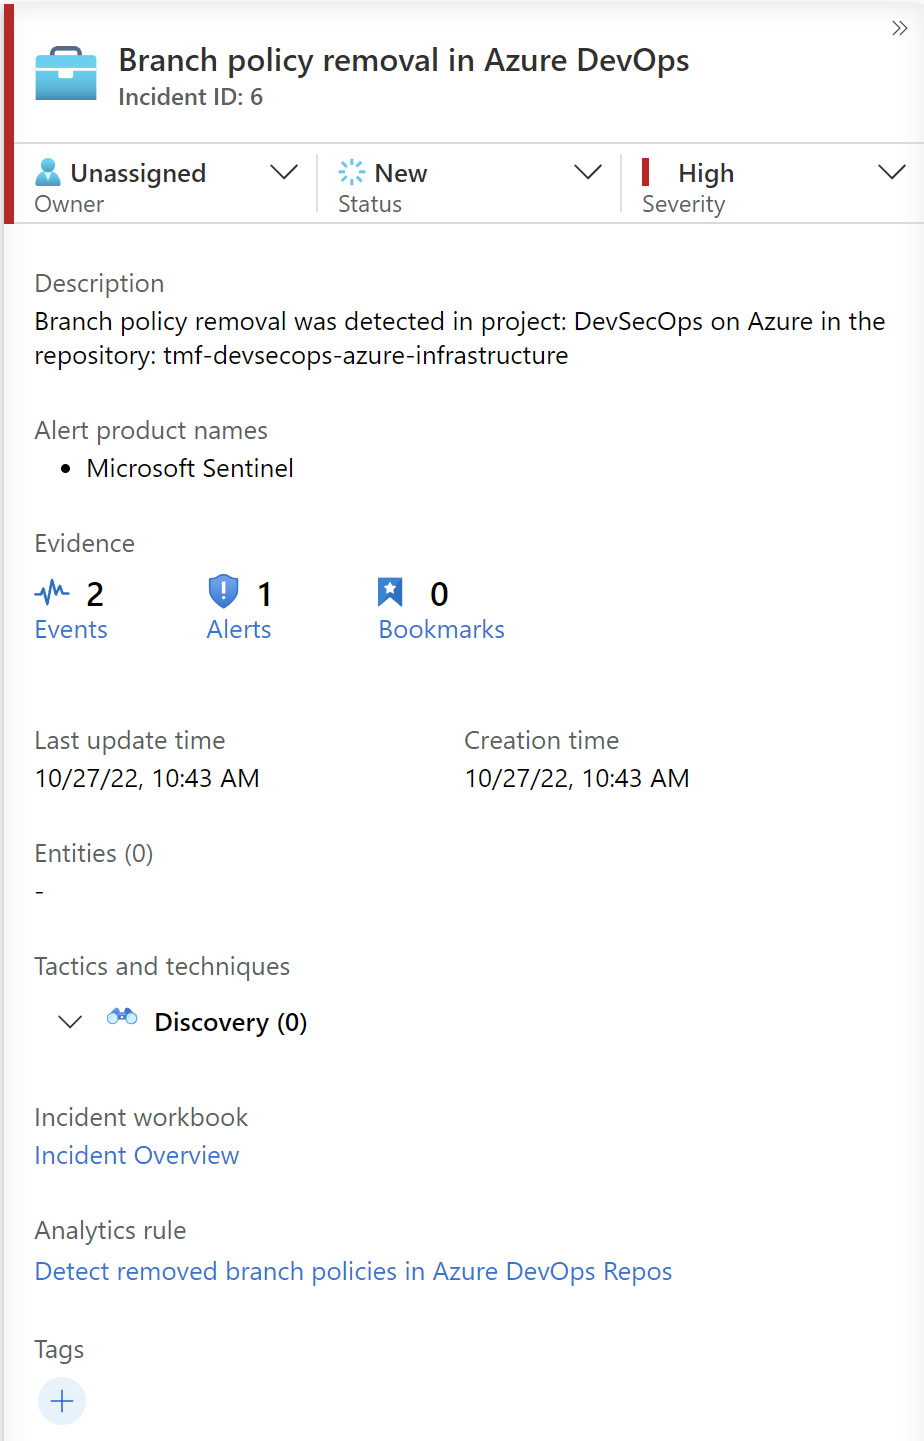 Branch policy removal in Azure DevOps
Incident ID: 6
Unassigned
Owner
New
Status
High
Severity
Description
Branch policy removal was detected in project: DevSecOps on Azure in the
repository: tmf-devsecops-azure-infrastructure
Alert product names
• Microsoft Sentinel
Evidence
2
Events
1
Alerts
0
Bookmarks
Last update time
10/27/22, 10:43 AM
Creation time
10/27/22, 10:43 AM
Entities (0)
-
Tactics and techniques
Discovery (0)
Incident workbook
Incident Overview
Analytics rule
Detect removed branch policies in Azure DevOps Repos
Tags